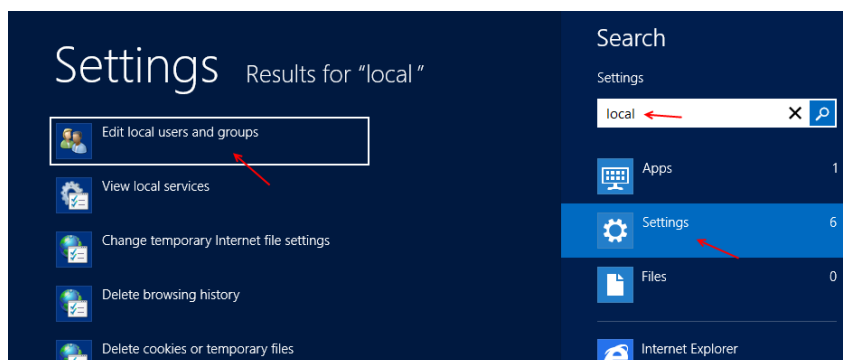 Settings Results for "local"
Edit local users and groups
View local services
Change temporary Internet file settings
Delete browsing history
Delete cookies or temporary files
Search
Settings
local
Apps 1
Settings 6
Files 0
Internet Explorer